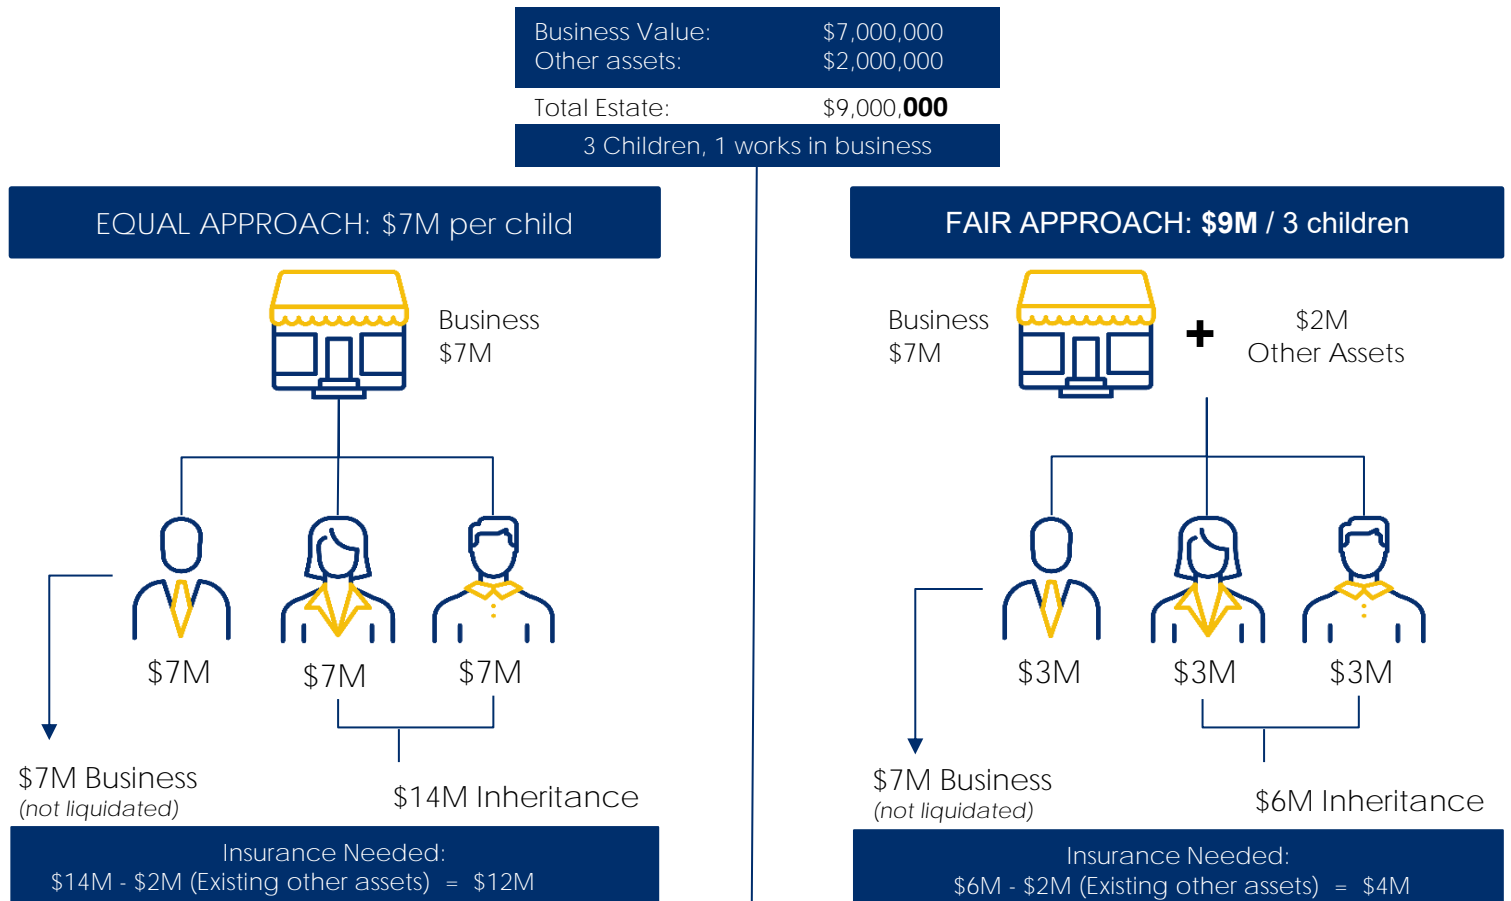 Business Value: $7,000,000
Other assets: $2,000,000
Total Estate: $9,000,000
3 Children, 1 works in business
EQUAL APPROACH: $7M per child
Business
$7M
$7M
$7M
$7M
$7M Business
(not liquidated)
$14M Inheritance
Insurance Needed:
$14M - $2M (Existing other assets) = $12M
FAIR APPROACH: $9M / 3 children
Business
$7M
+
$2M
Other Assets
$3M
$3M
$3M
$7M Business
(not liquidated)
$6M Inheritance
Insurance Needed:
$6M - $2M (Existing other assets) = $4M